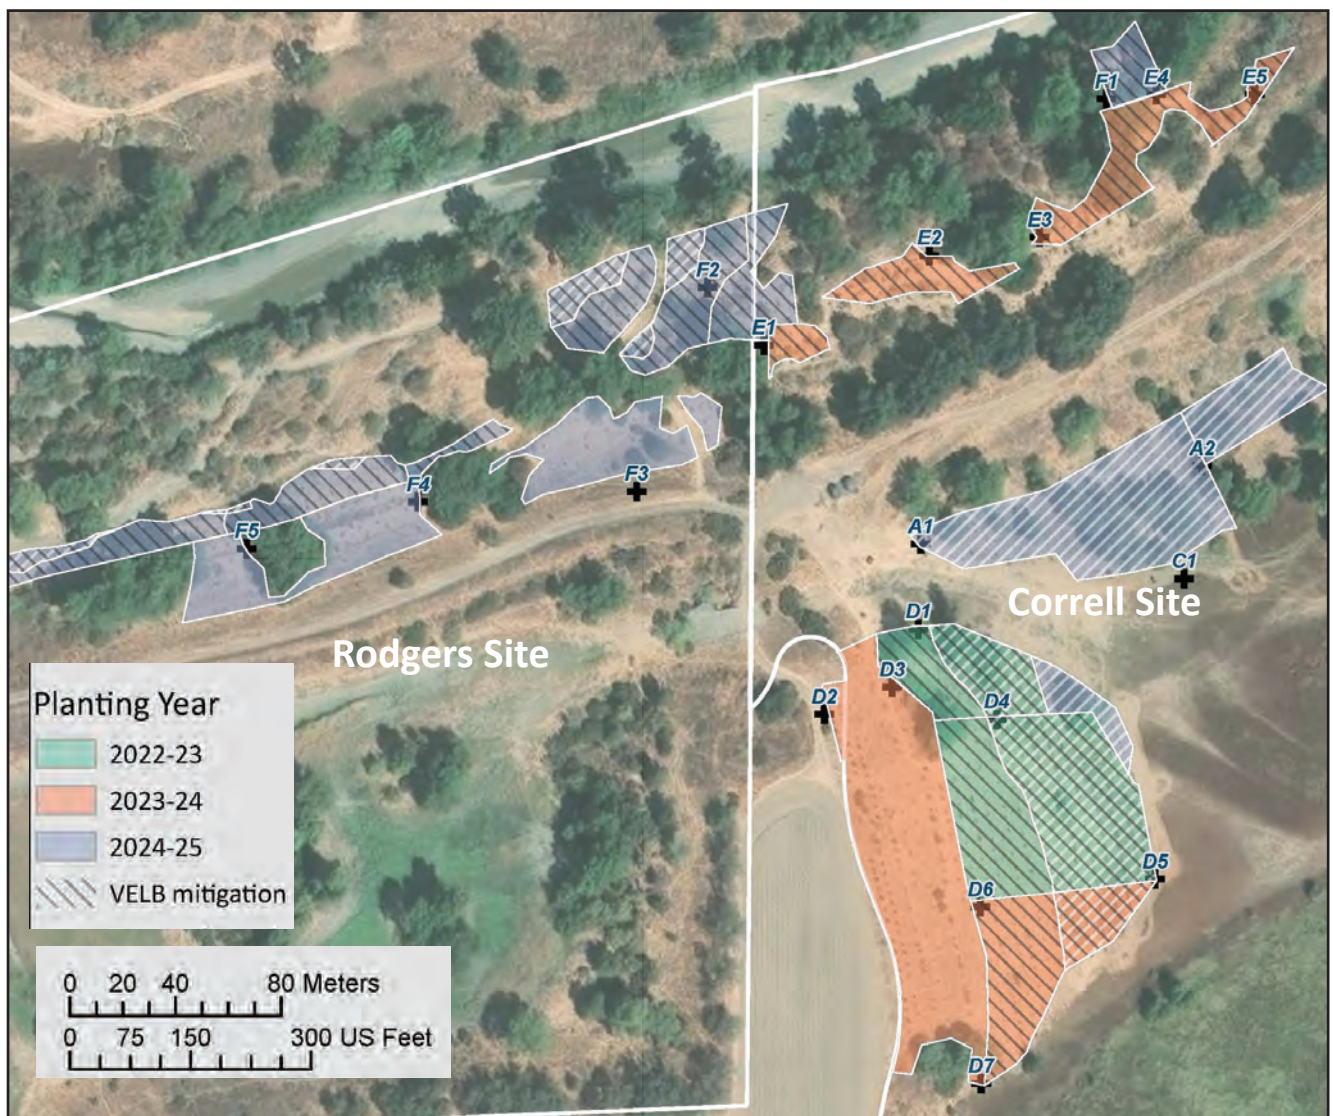 F1
E4
E5
E3
E2
F2
E1
A2
F4
F3
F5
A1
C1
Correll Site
D1
Rodgers Site
D3
D2
D4
D5
D6
D7
Planting Year
2022-23
2023-24
2024-25
VELB mitigation
0 20 40 80 Meters
0 75 150 300 US Feet